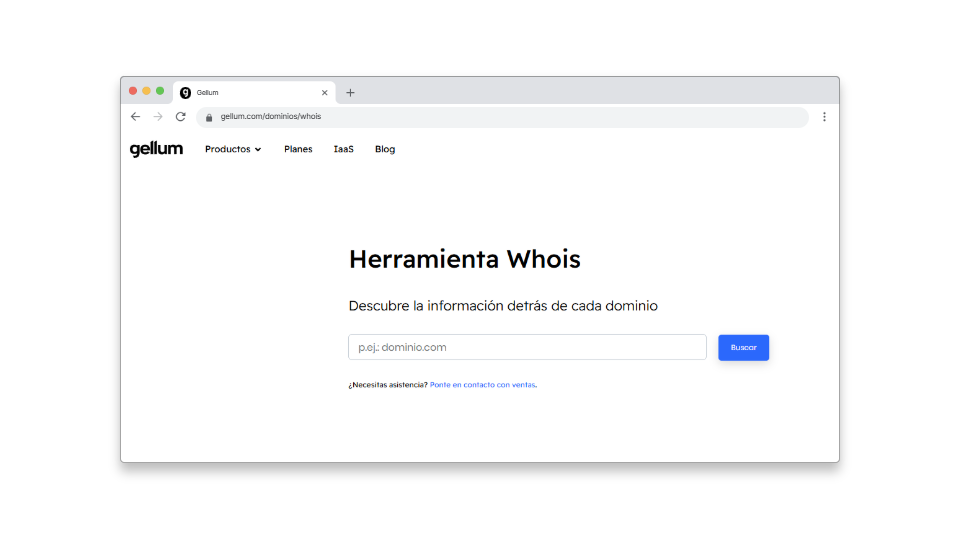 Gellum
gellum.com/dominios/whois
gellum Productos Planes IaaS Blog
Herramienta Whois
Descubre la información detrás de cada dominio
p.ej.: dominio.com Buscar
¿Necesitas asistencia? Ponte en contacto con ventas.